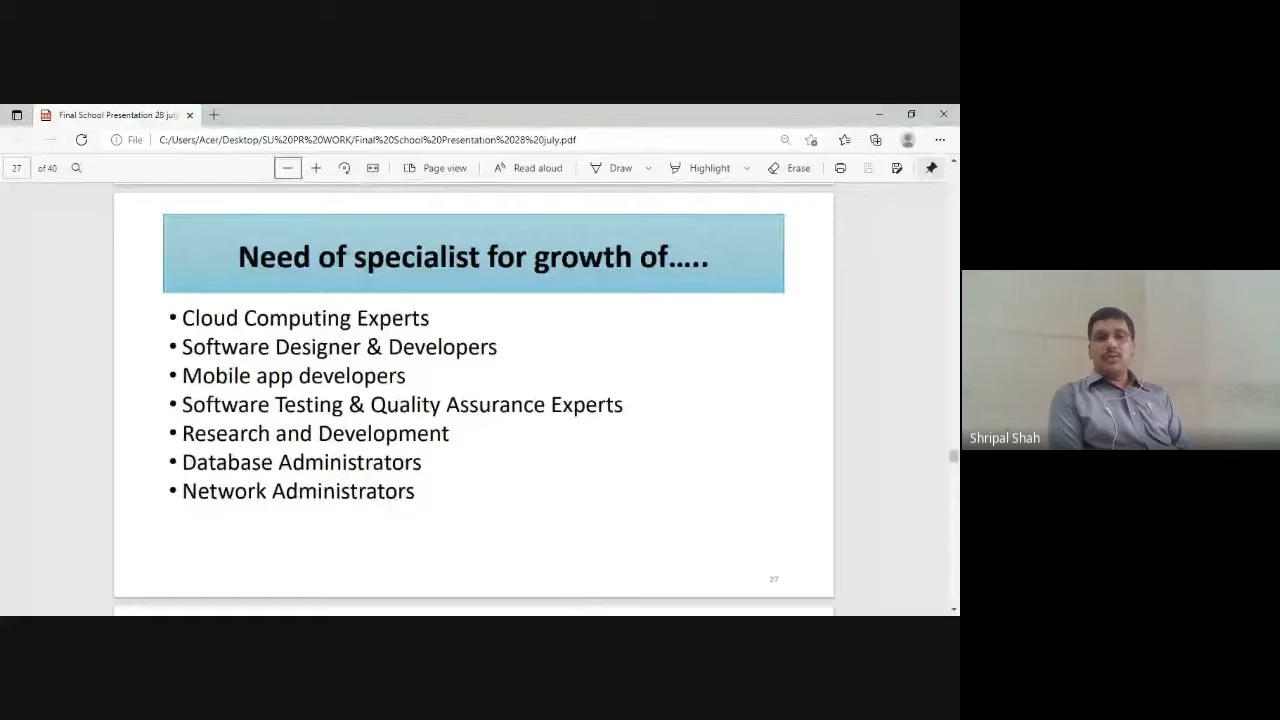 Final School Presentation 28 july
File
C:/Users/Acer/Desktop/SU%20PR%20WORK/Final%20School%20Presentation%2028%20july.pdf
27 of 40
Page view
Read aloud
Draw
Highlight
Erase
Need of specialist for growth of…..
• Cloud Computing Experts
• Software Designer & Developers
• Mobile app developers
• Software Testing & Quality Assurance Experts
• Research and Development
• Database Administrators
• Network Administrators
27
Shripal Shah